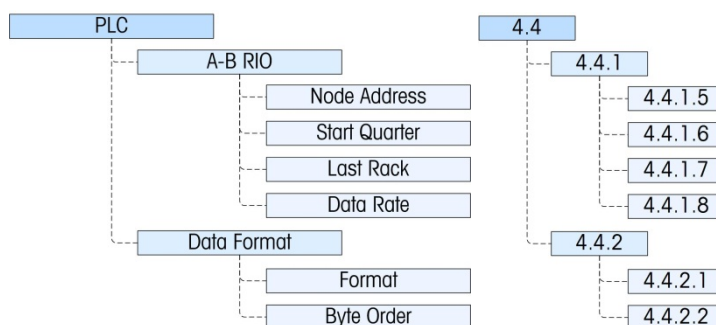 PLC 4.4
A-B RIO 4.4.1
Node Address 4.4.1.5
Start Quarter 4.4.1.6
Last Rack 4.4.1.7
Data Rate 4.4.1.8
Data Format 4.4.2
Format 4.4.2.1
Byte Order 4.4.2.2